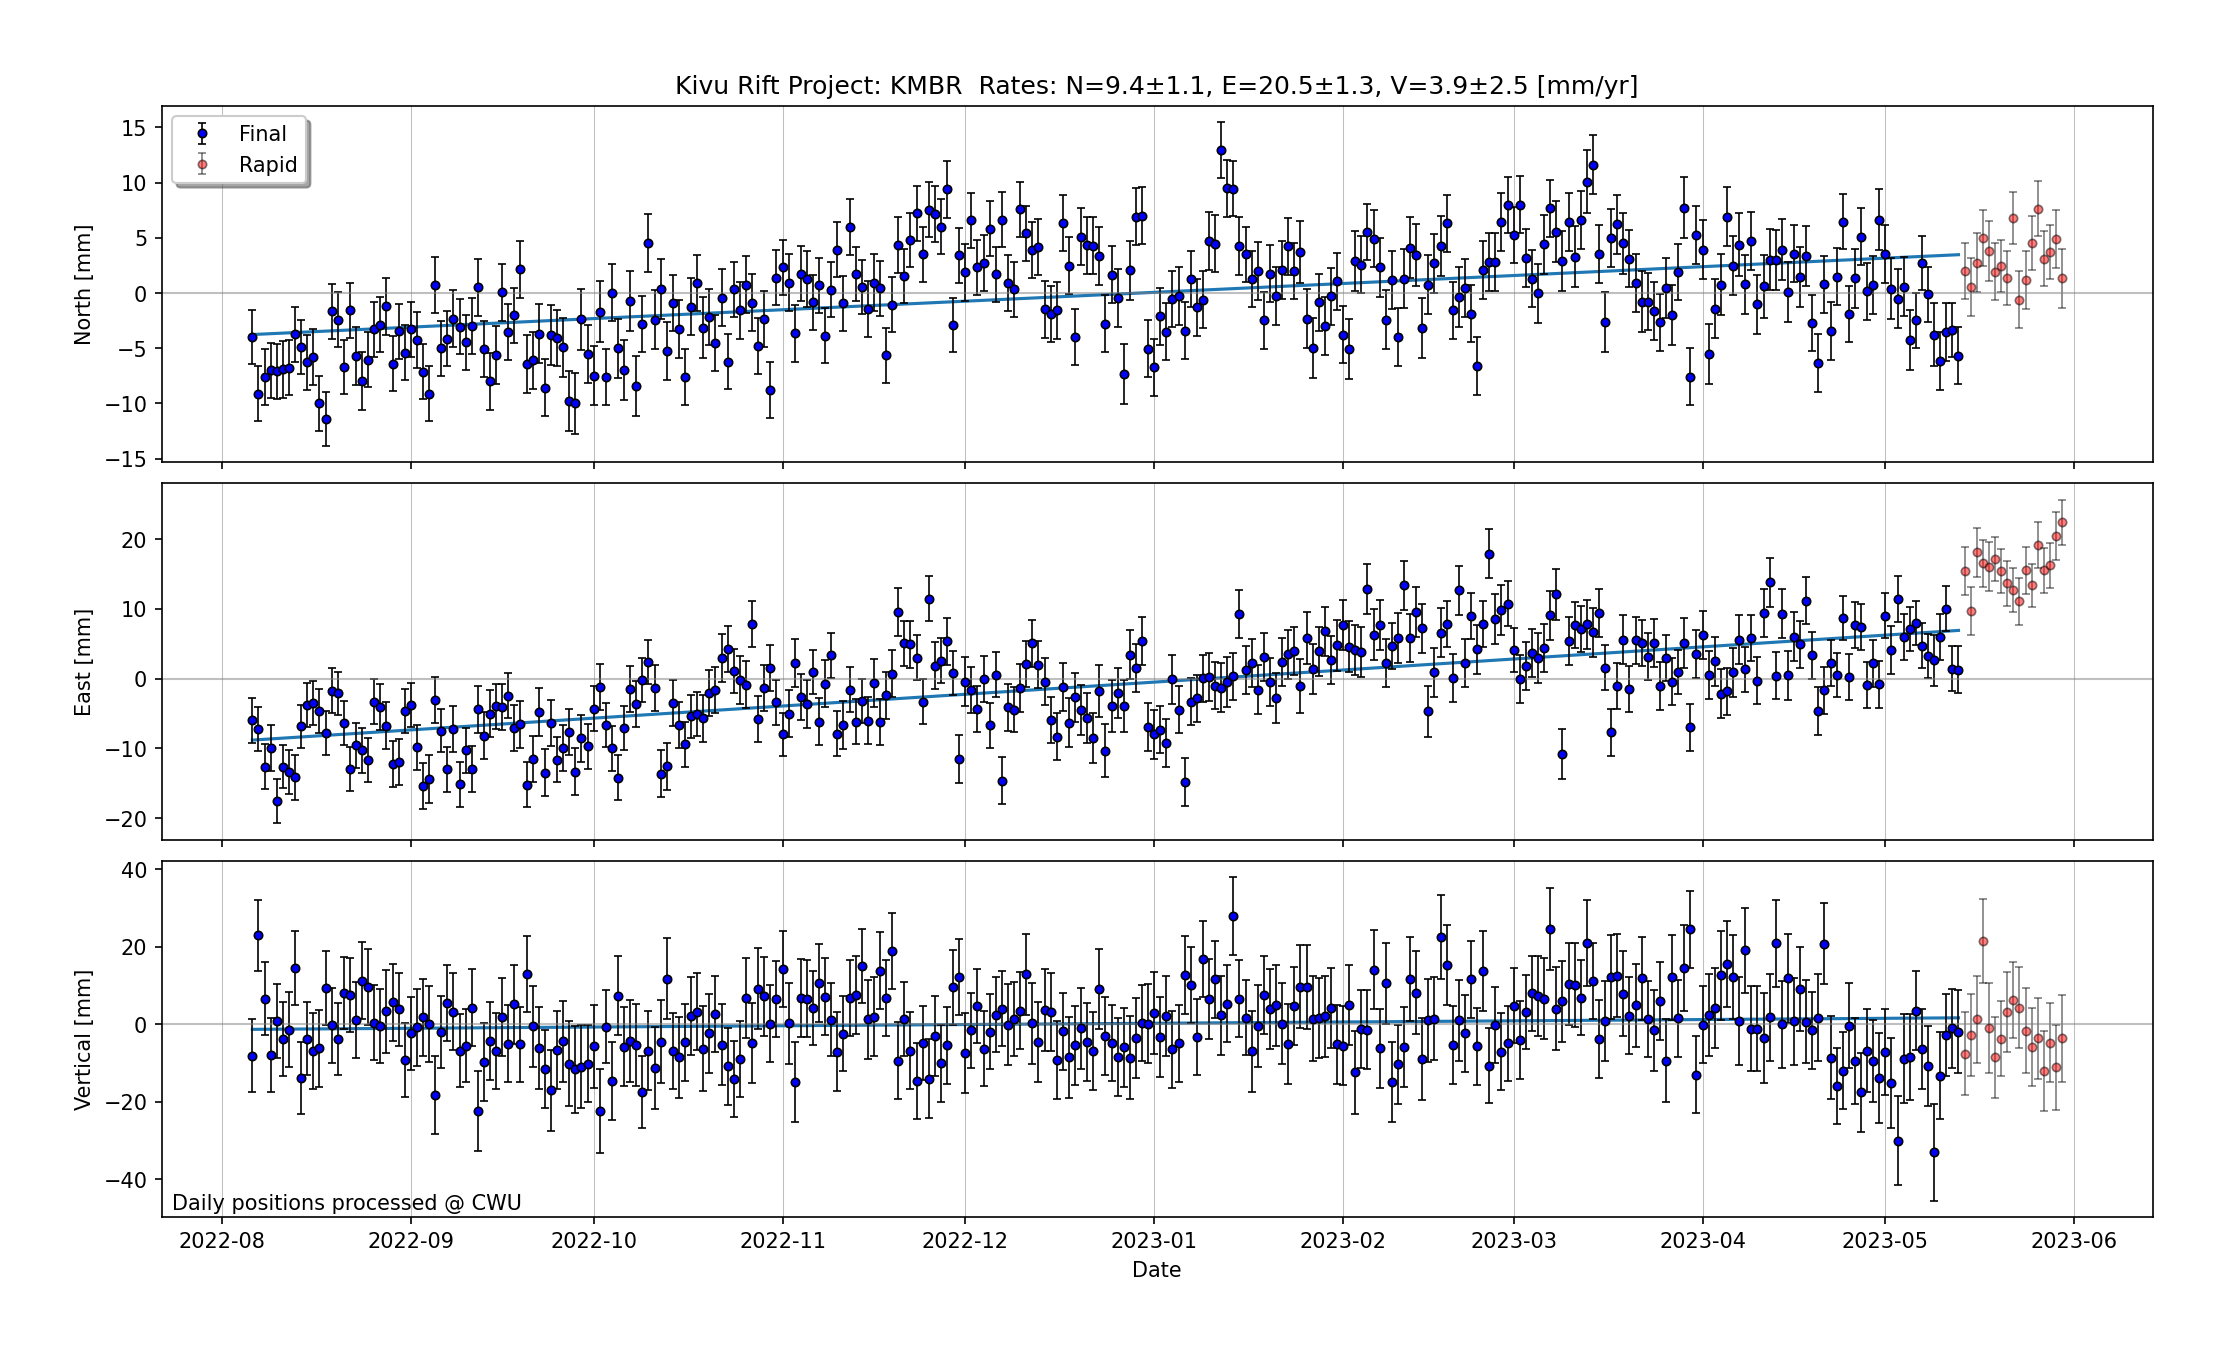 Kivu Rift Project: KMBR  Rates: N=9.4±1.1, E=20.5±1.3, V=3.9±2.5 [mm/yr]
Final
Rapid
North [mm]
15
10
5
0
−5
−10
−15
East [mm]
20
10
0
−10
−20
Vertical [mm]
40
20
0
−20
−40
Daily positions processed @ CWU
2022-08 2022-09 2022-10 2022-11 2022-12 2023-01 2023-02 2023-03 2023-04 2023-05 2023-06
Date